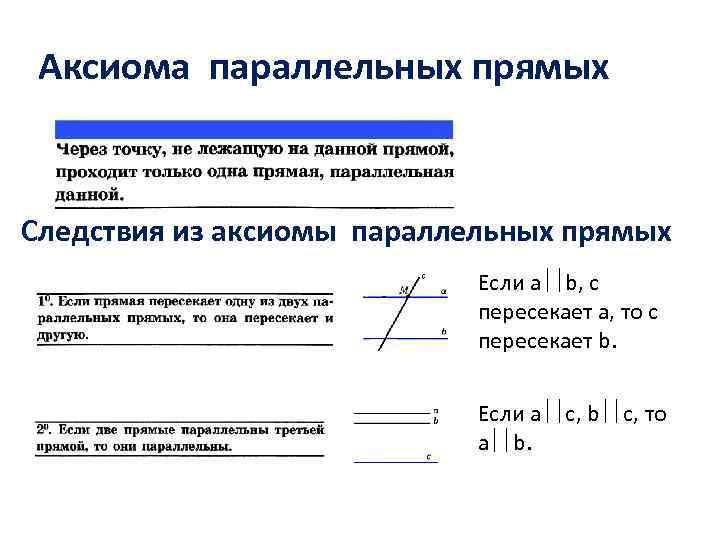 Аксиома параллельных прямых
Через точку, не лежащую на данной прямой,
проходит только одна прямая, параллельная
данной.
Следствия из аксиомы параллельных прямых
1⁰. Если прямая пересекает одну из двух па-
раллельных прямых, то она пересекает и
другую.
c
M
a
b
Если a||b, c
пересекает a, то c
пересекает b.
2⁰. Если две прямые параллельны третьей
прямой, то они параллельны.
a
b
c
Если a||c, b||c, то
a||b.